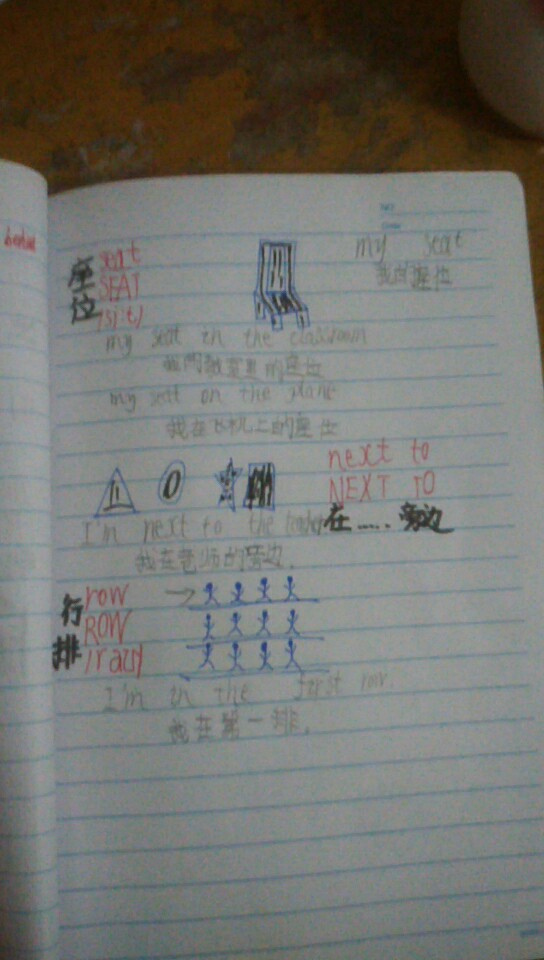 座位
seat
SEAT
/si:t/
my seat
我的座位
my seat in the classroom
我的教室里的座位
my seat on the plane
我在飞机上的座位
next to
NEXT TO
在……旁边
I'm next to the teacher
我在老师的旁边.
行
排
row
ROW
I'm in the first row.
我在第一排.